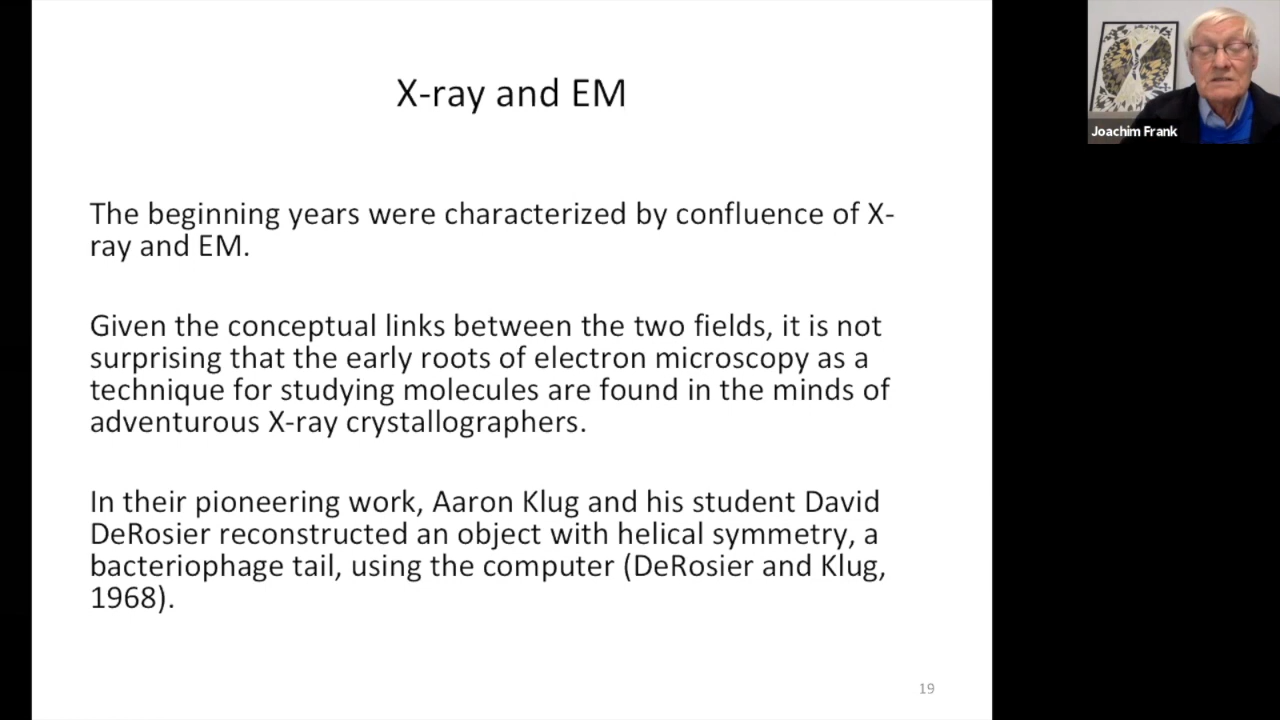 X-ray and EM
Joachim Frank
The beginning years were characterized by confluence of X-
ray and EM.
Given the conceptual links between the two fields, it is not
surprising that the early roots of electron microscopy as a
technique for studying molecules are found in the minds of
adventurous X-ray crystallographers.
In their pioneering work, Aaron Klug and his student David
DeRosier reconstructed an object with helical symmetry, a
bacteriophage tail, using the computer (DeRosier and Klug,
1968).
19